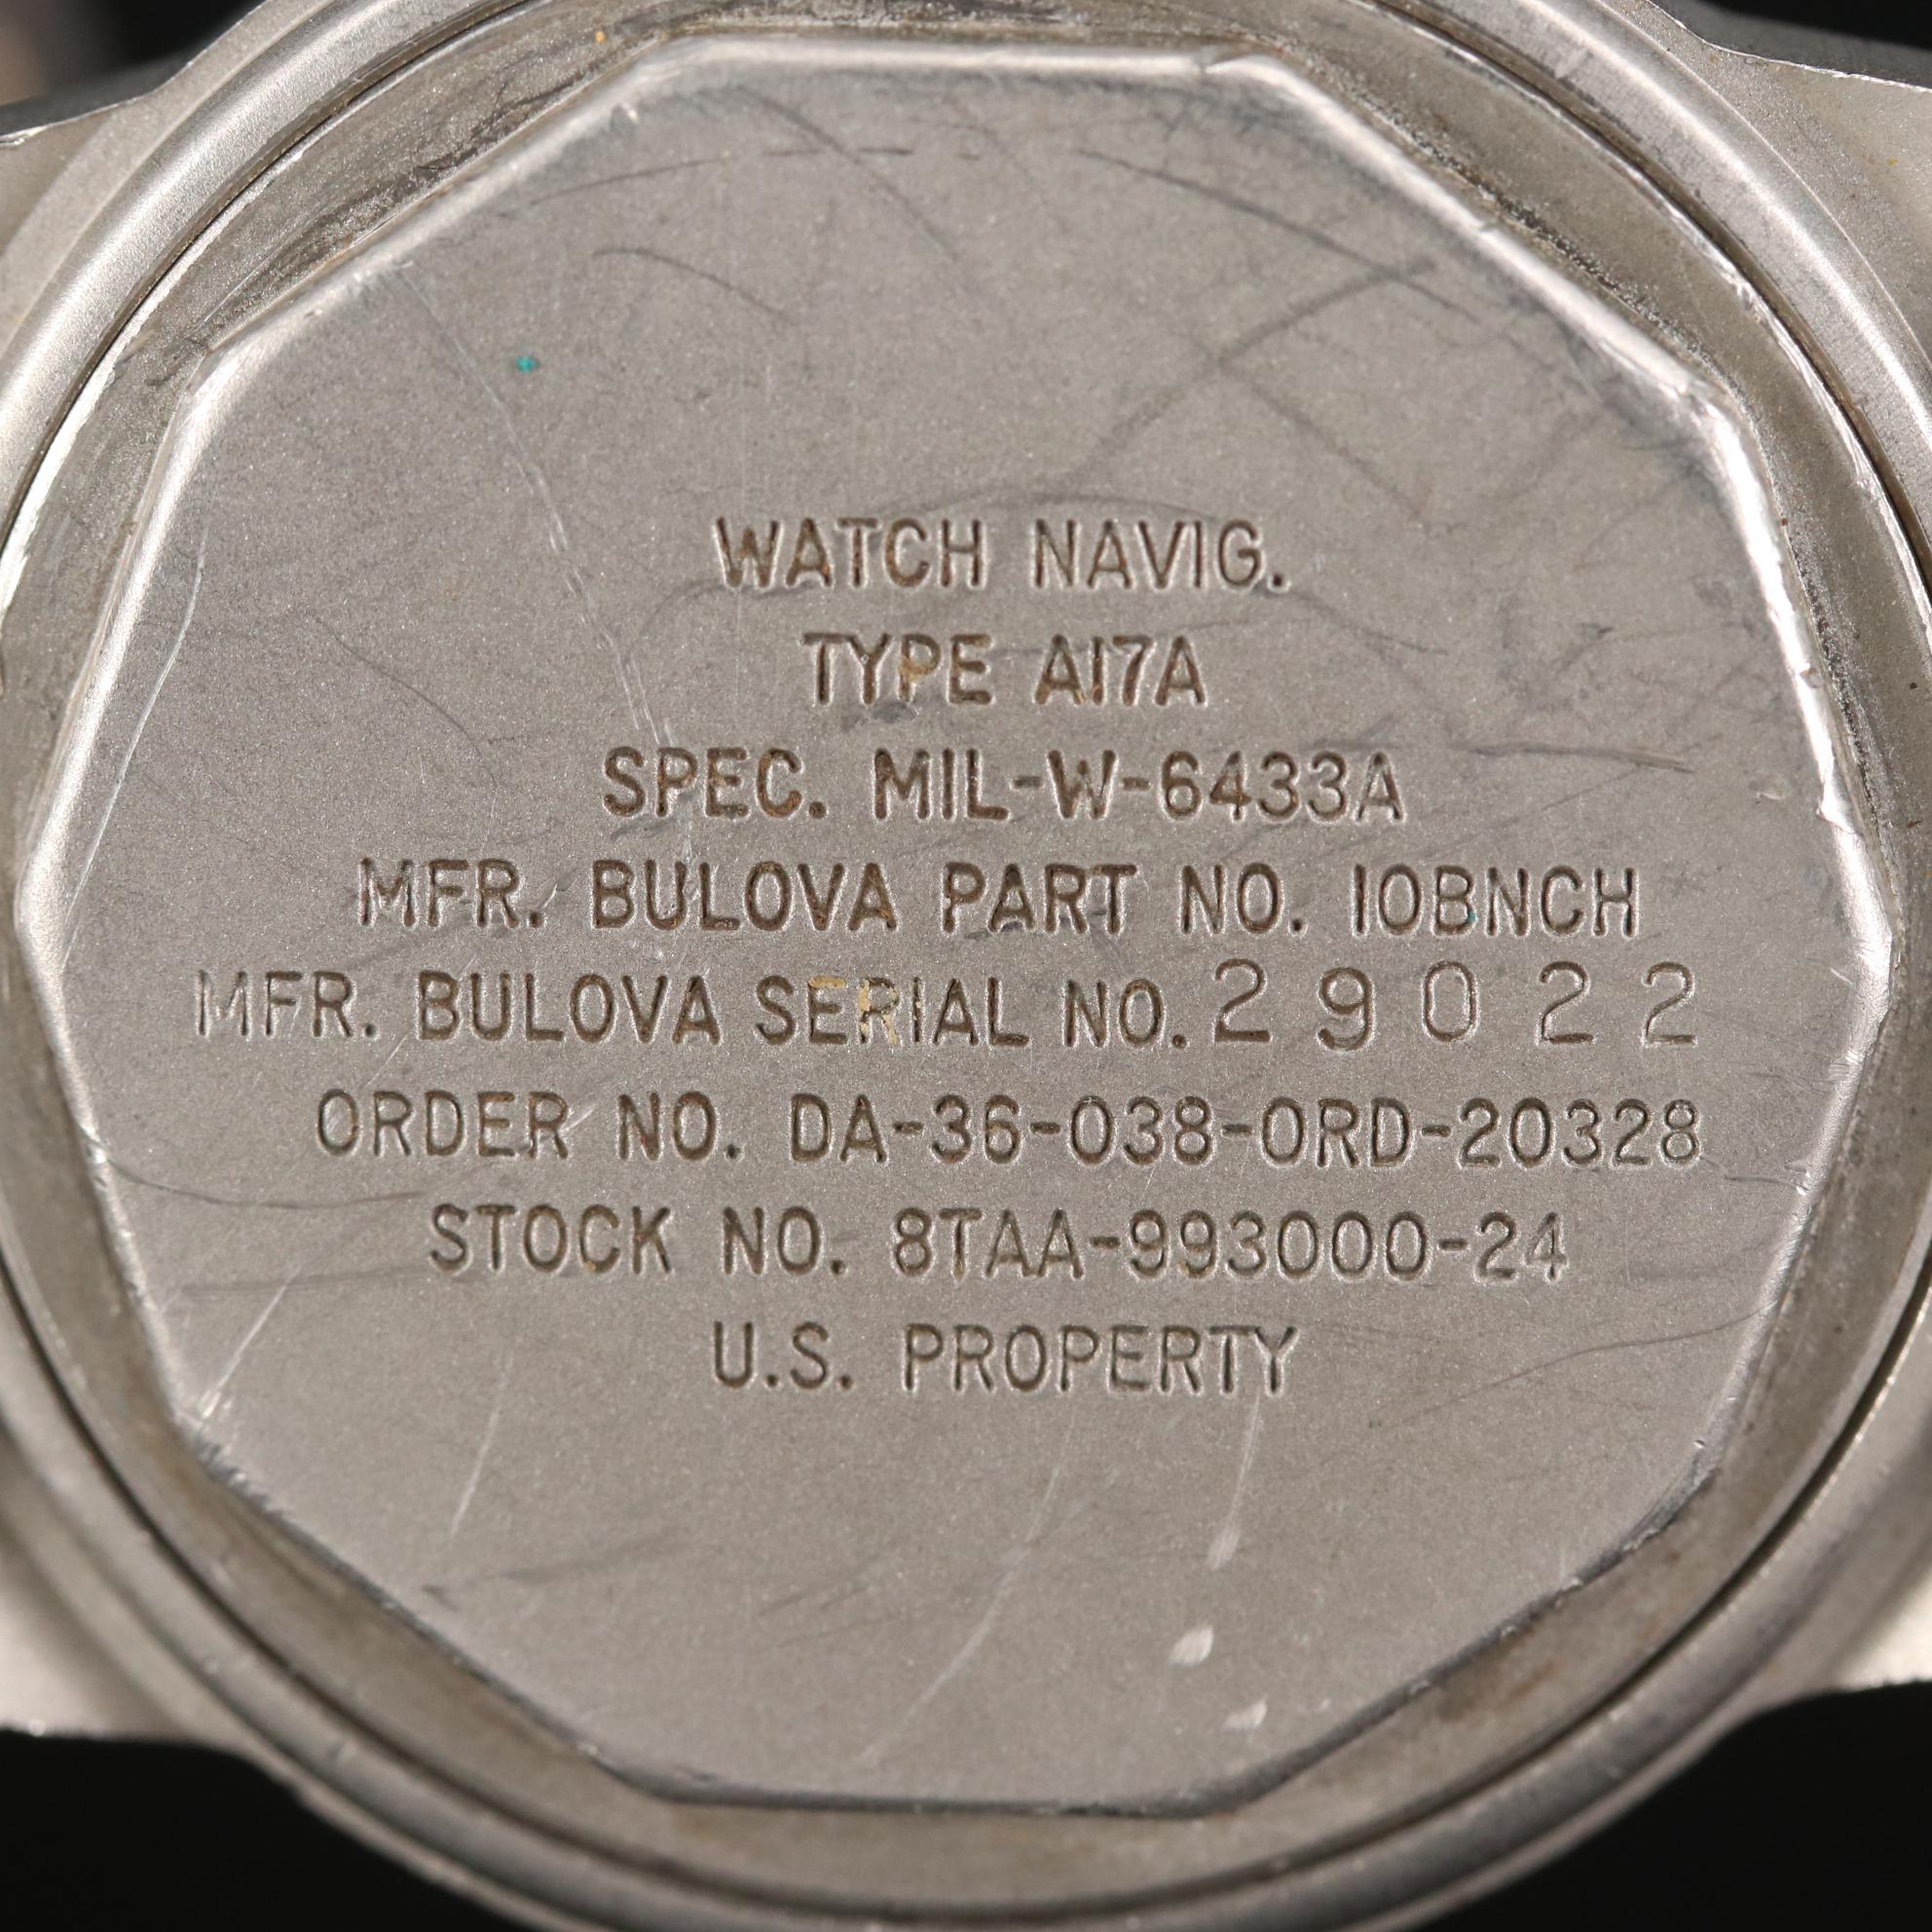 WATCH NAVIG.
TYPE A17A
SPEC. MIL-W-6433A
MFR. BULOVA PART NO. 10BNCH
MFR. BULOVA SERIAL NO. 29022
ORDER NO. DA-36-038-ORD-20328
STOCK NO. 8TAA-993000-24
U.S. PROPERTY